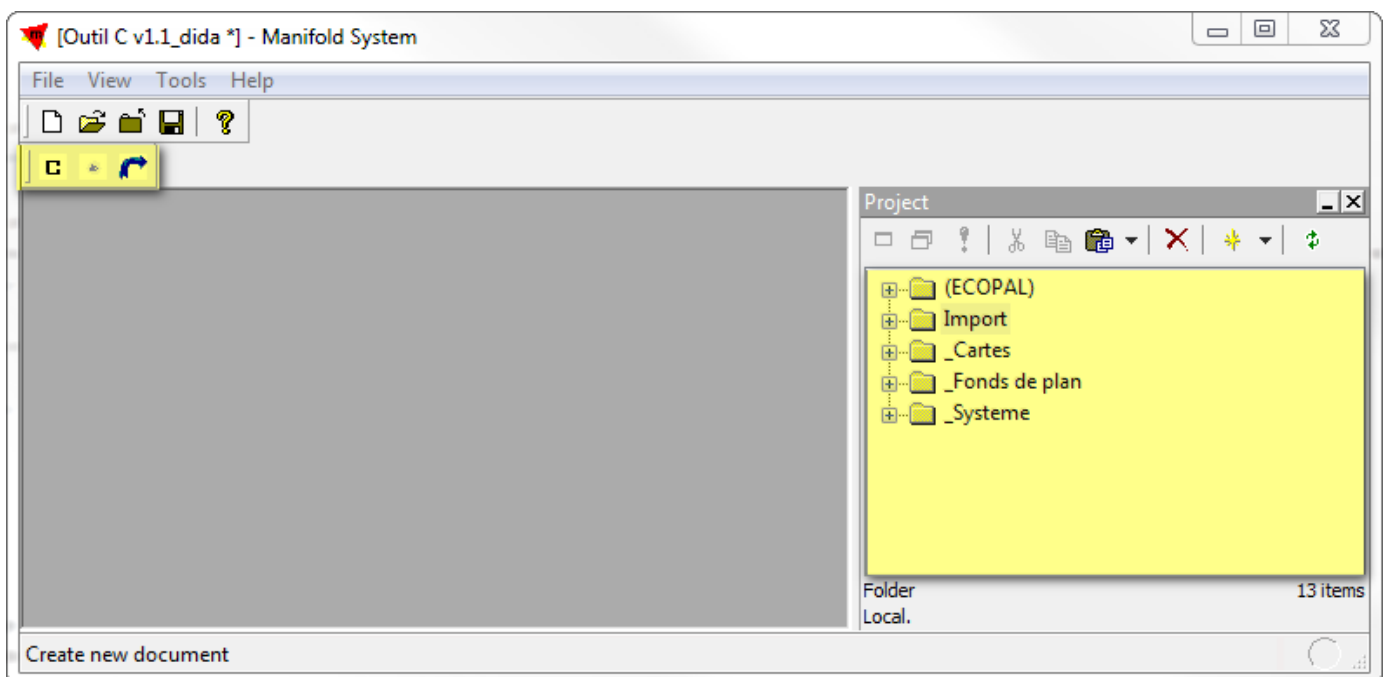 [Outil C v1.1_dida *] - Manifold System
File View Tools Help
C
Project
(ECOPAL)
Import
_Cartes
_Fonds de plan
_Systeme
Folder 13 items
Local.
Create new document